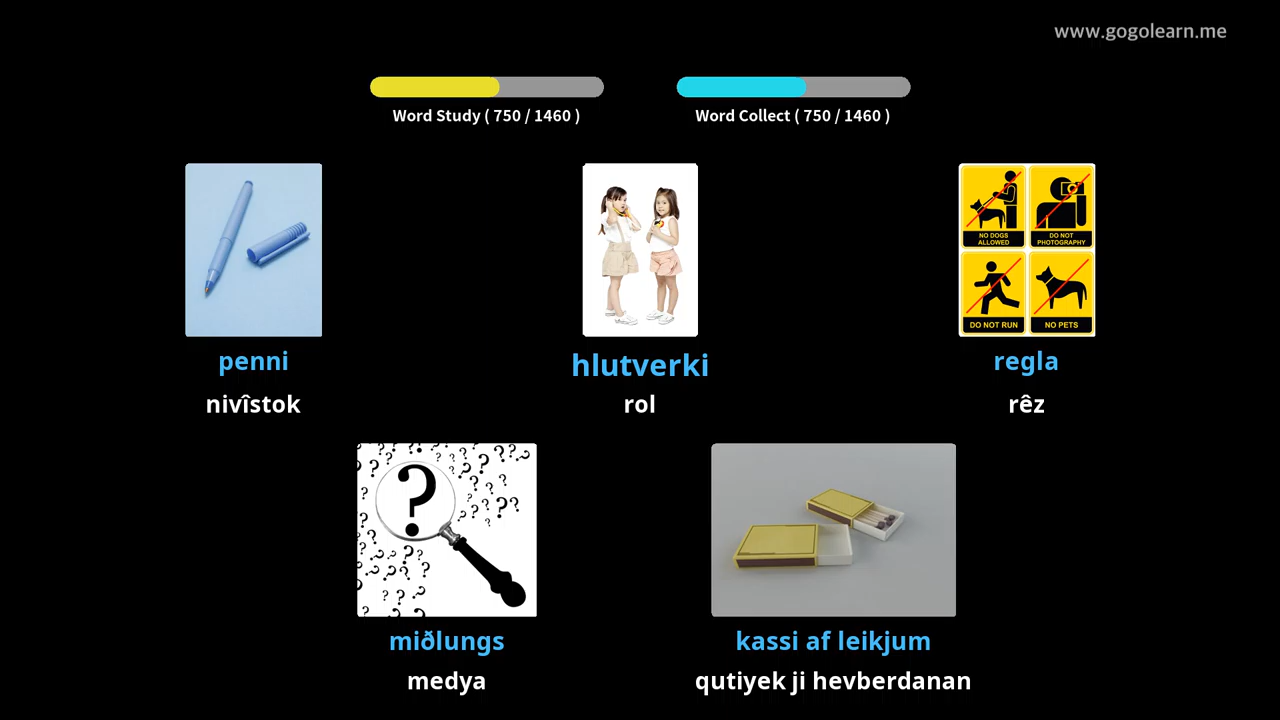 www.gogolearn.me
Word Study ( 750 / 1460 )
Word Collect ( 750 / 1460 )
NO DOGS
ALLOWED
DO NOT
PHOTOGRAPHY
DO NOT RUN
NO PETS
penni
nivîstok
hlutverki
rol
regla
rêz
?
miðlungs
medya
kassi af leikjum
qutiyek ji hevberdanan